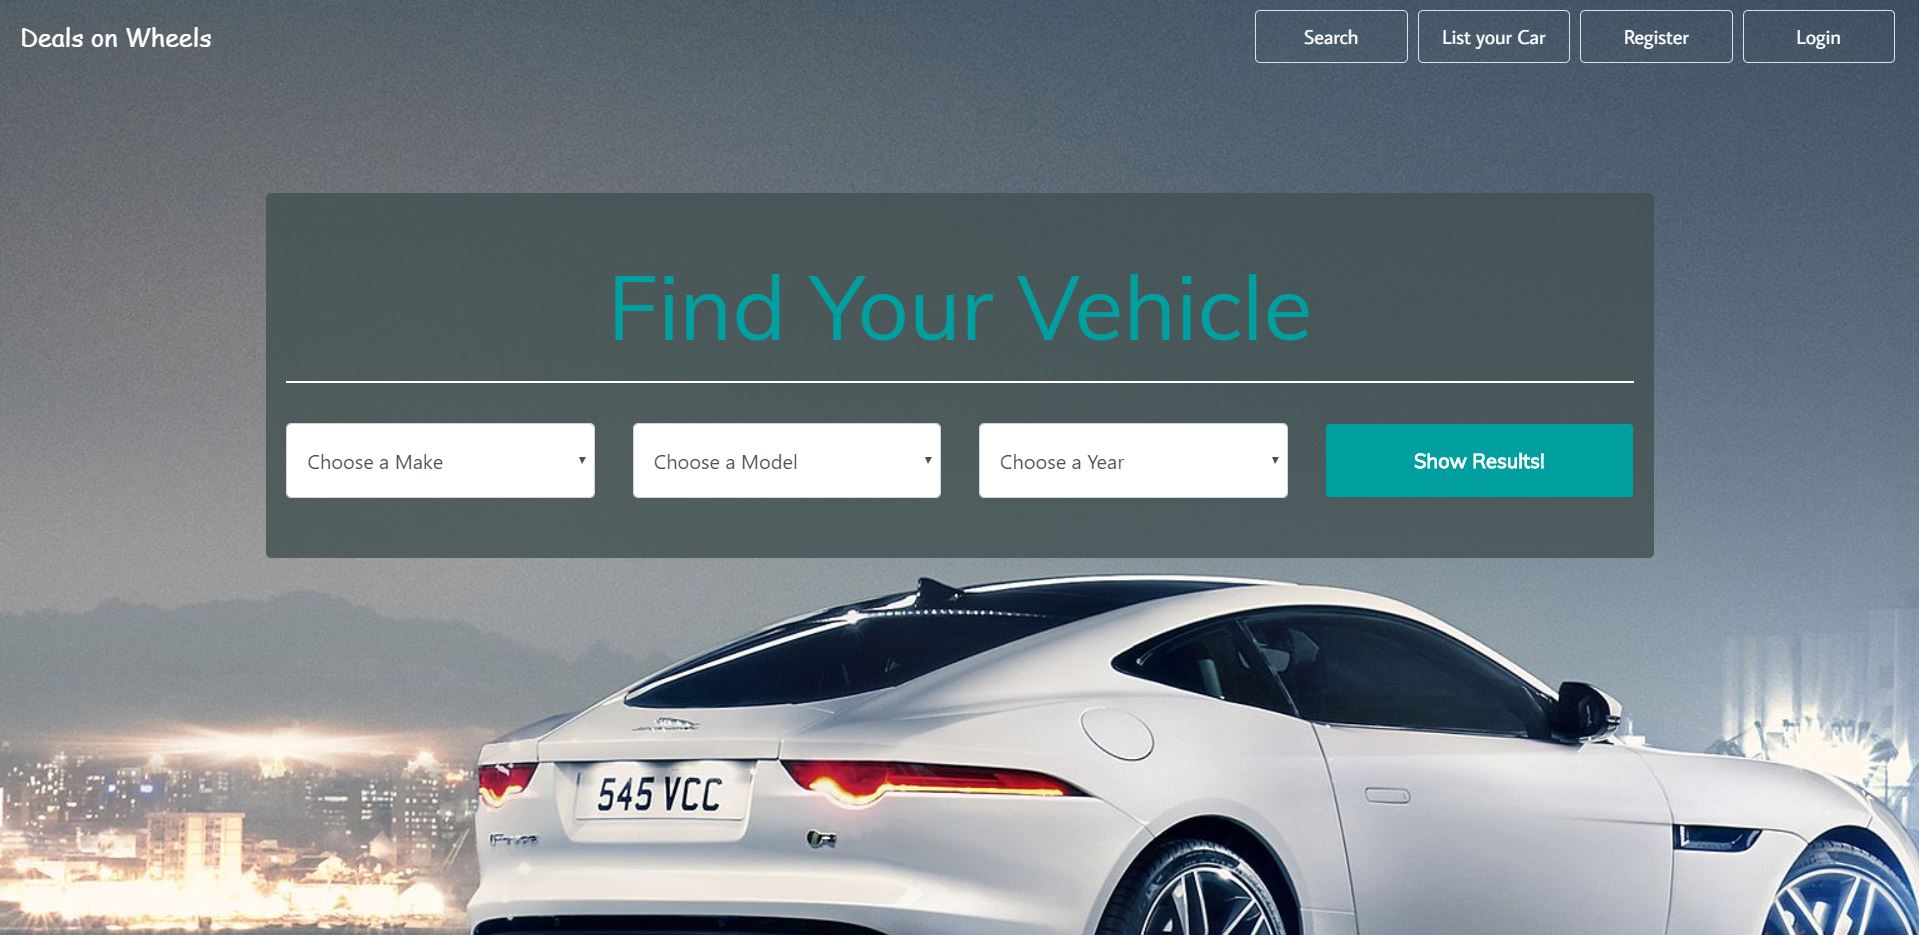 Deals on Wheels
Search
List your Car
Register
Login
Find Your Vehicle
Choose a Make
Choose a Model
Choose a Year
Show Results!
545 VCC
R